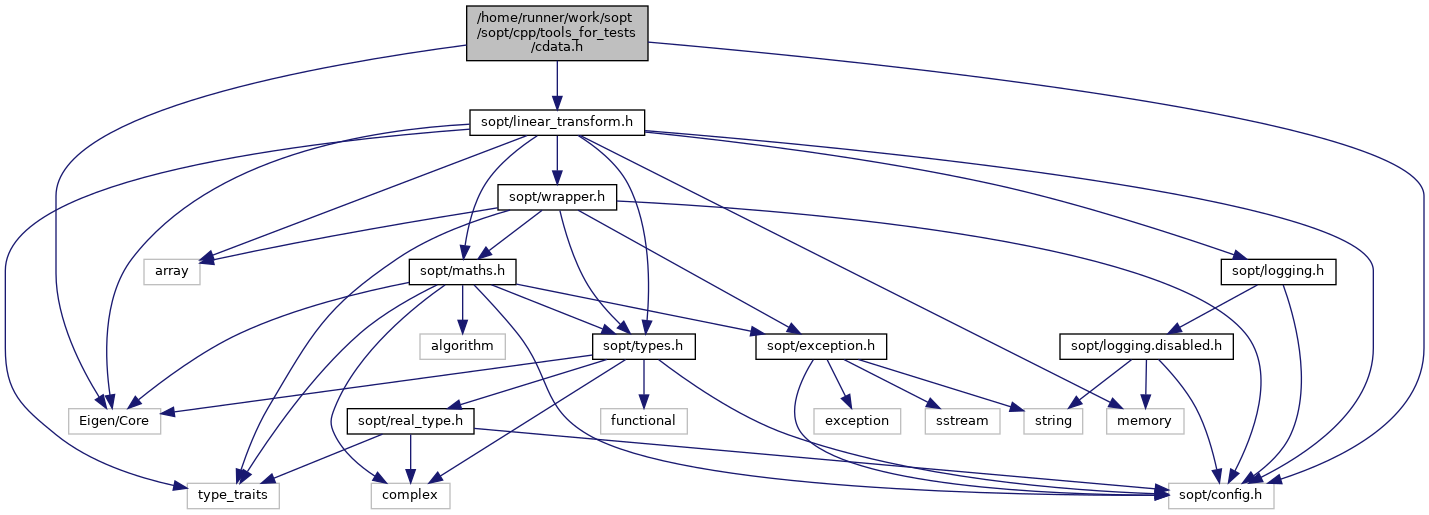 /home/runner/work/sopt
/sopt/cpp/tools_for_tests
/cdata.h
sopt/linear_transform.h
sopt/wrapper.h
array
sopt/maths.h
sopt/logging.h
algorithm
sopt/types.h
sopt/exception.h
sopt/logging.disabled.h
Eigen/Core
sopt/real_type.h
functional
exception
sstream
string
memory
type_traits
complex
sopt/config.h